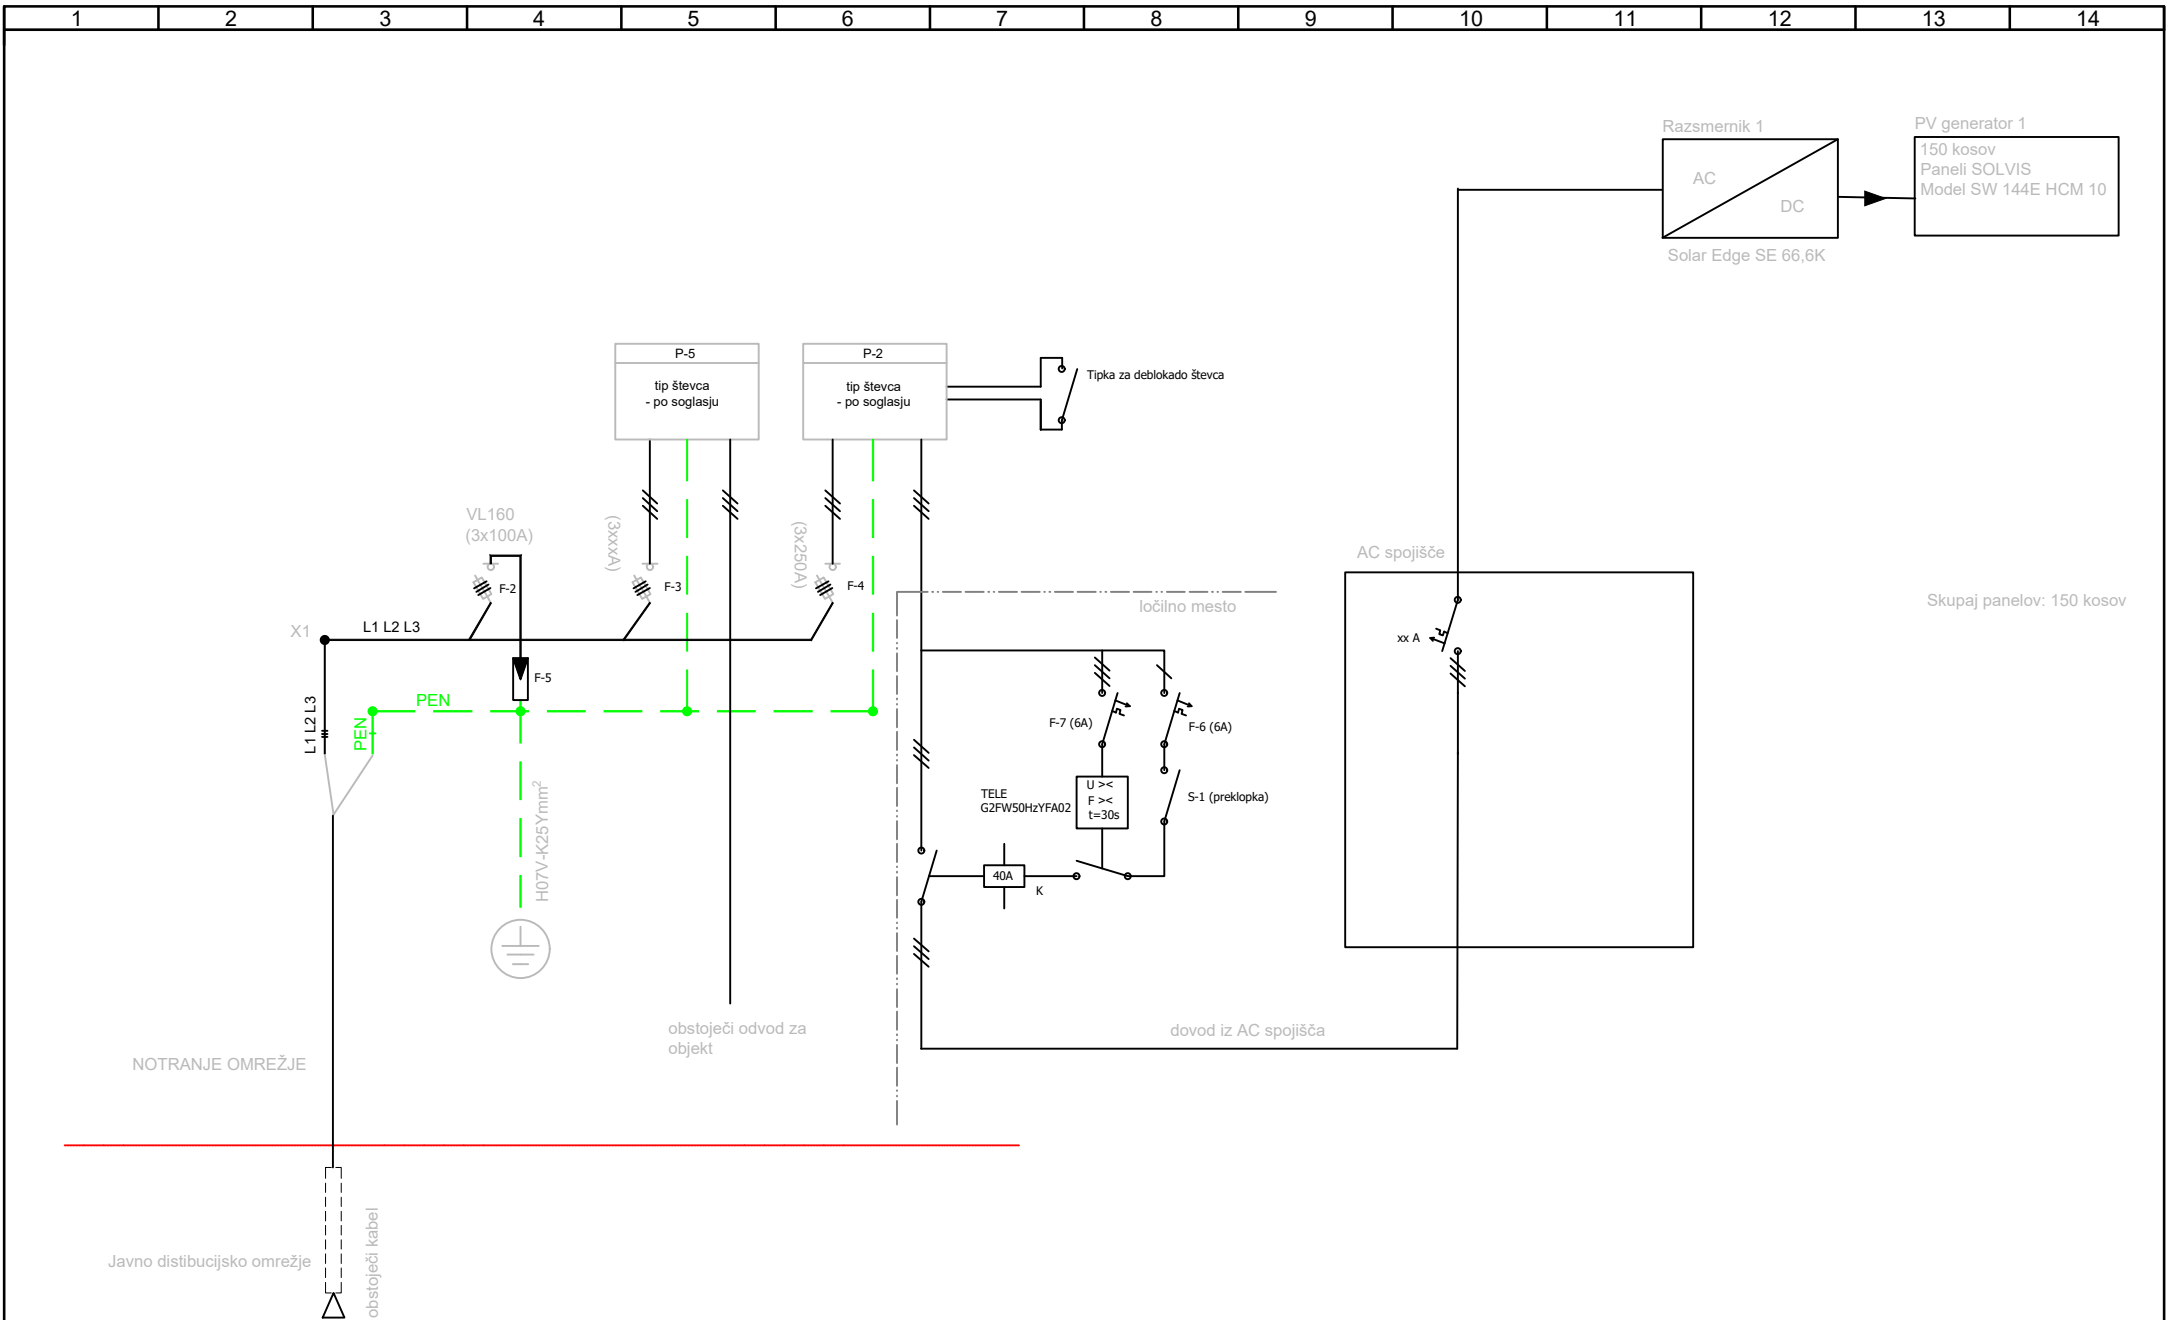 1 2 3 4 5 6 7 8 9 10 11 12 13 14
Razsmernik 1
AC
DC
Solar Edge SE 66,6K
PV generator 1
150 kosov
Paneli SOLVIS
Model SW 144E HCM 10
P-5
tip števca
- po soglasju
P-2
tip števca
- po soglasju
Tipka za deblokado števca
VL160
(3x100A)
F-2
(3xxxA)
F-3
(3x250A)
F-4
ločilno mesto
AC spojišče
xx A
Skupaj panelov: 150 kosov
X1
L1 L2 L3
F-5
PEN
L1 L2 L3
PEN
H07V-K25Ymm²
F-7 (6A)
F-6 (6A)
TELE
G2FW50HzYFA02
U ><
F ><
t=30s
S-1 (preklopka)
40A
K
obstoječi odvod za
objekt
dovod iz AC spojišča
NOTRANJE OMREŽJE
Javno distibucijsko omrežje
obstoječi kabel